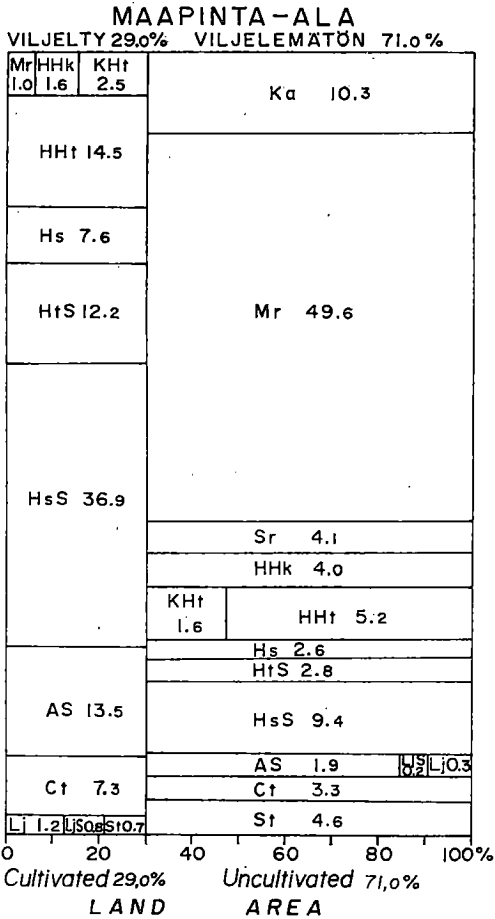 MAAPINTA-ALA
VILJELTY 29.0% VILJELEMÄTÖN 71.0%
Mr HHk KHt
1.0 1.6 2.5
Ka 10.3
HHt 14.5
Hs 7.6
HtS 12.2
Mr 49.6
HsS 36.9
Sr 4.1
HHk 4.0
KHt
1.6
HHt 5.2
Hs 2.6
HtS 2.8
AS 13.5
HsS 9.4
AS 1.9 LjS 0.2 Lj 0.3
Ct 7.3
Ct 3.3
Lj 1.2 LjS 0.8 St 0.7
St 4.6
0 20 40 60 80 100%
Cultivated 29,0% Uncultivated 71,0%
LAND AREA